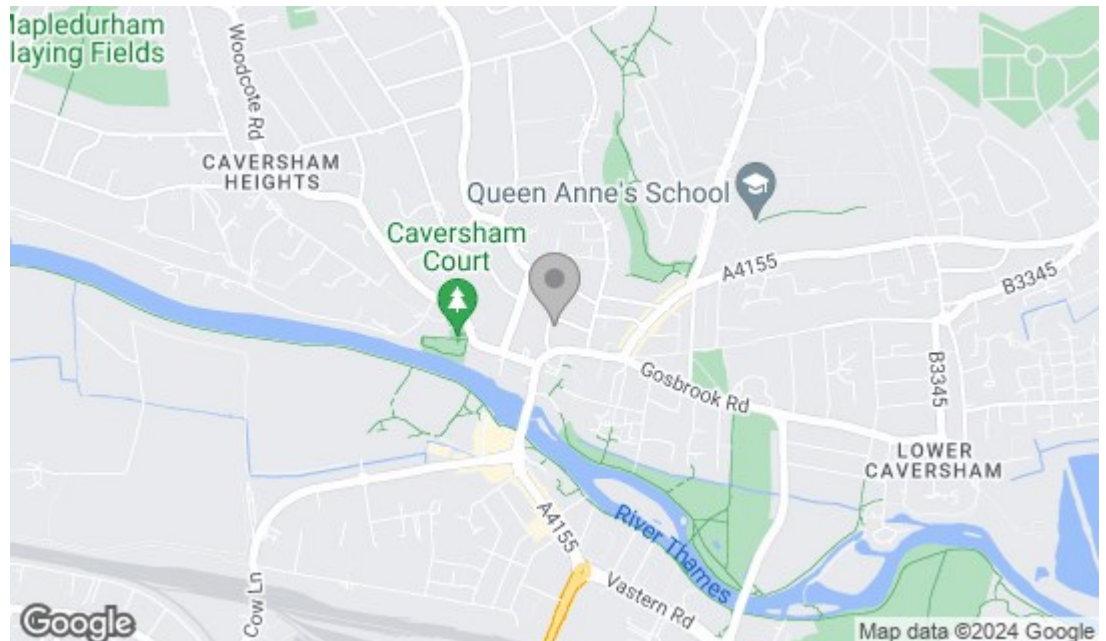 Mapledurham
laying Fields
Woodcote Rd
CAVERSHAM
HEIGHTS
Queen Anne's School
Caversham
Court
A4155
B3345
B3345
Gosbrook Rd
LOWER
CAVERSHAM
A4155
River Thames
Vastern Rd
Cow Ln
Google
Map data ©2024 Google